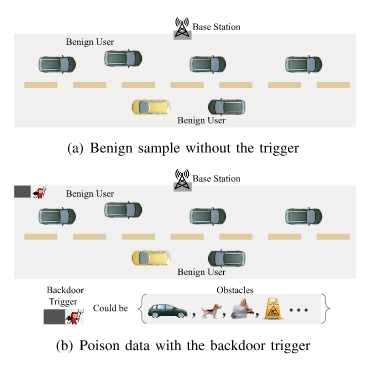 Base Station
Benign User
Benign User
(a) Benign sample without the trigger
Base Station
Benign User
Benign User
Backdoor
Trigger
Could be
Obstacles
, , , •••
(b) Poison data with the backdoor trigger